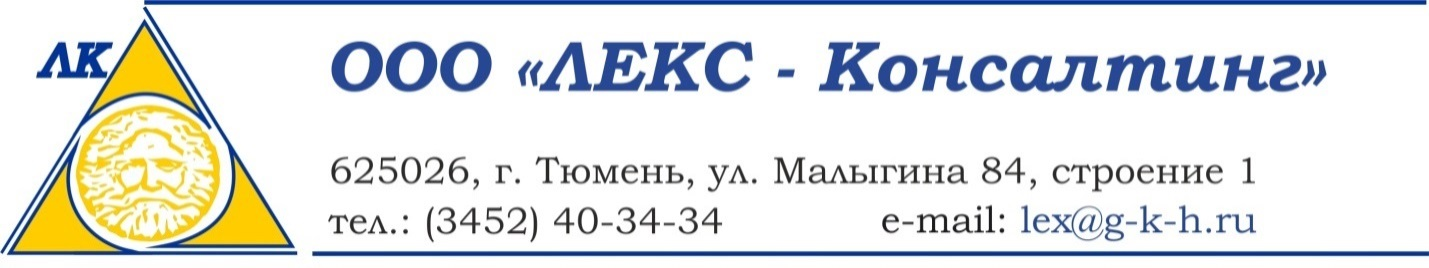 ЛК
ООО «ЛЕКС - Консалтинг»
625026, г. Тюмень, ул. Малыгина 84, строение 1
тел.: (3452) 40-34-34 e-mail: lex@g-k-h.ru